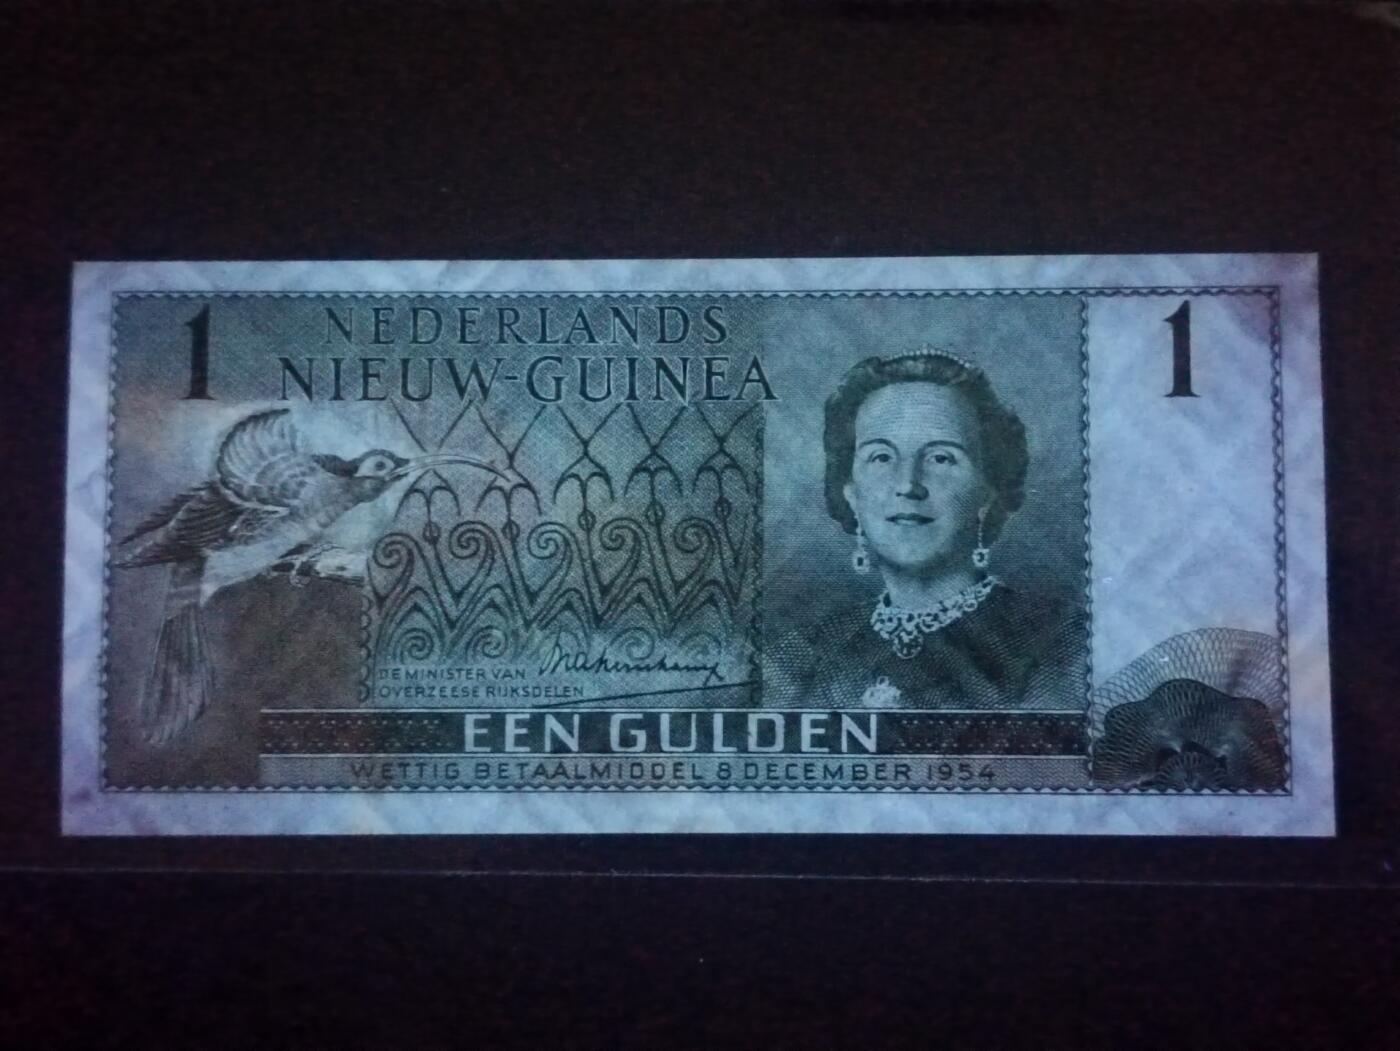 1
NEDERLANDS
NIEUW-GUINEA
1
DE MINISTER VAN
OVERZEESE RIJKSDELEN
EEN GULDEN
WETTIG BETAALMIDDEL 8 DECEMBER 1954